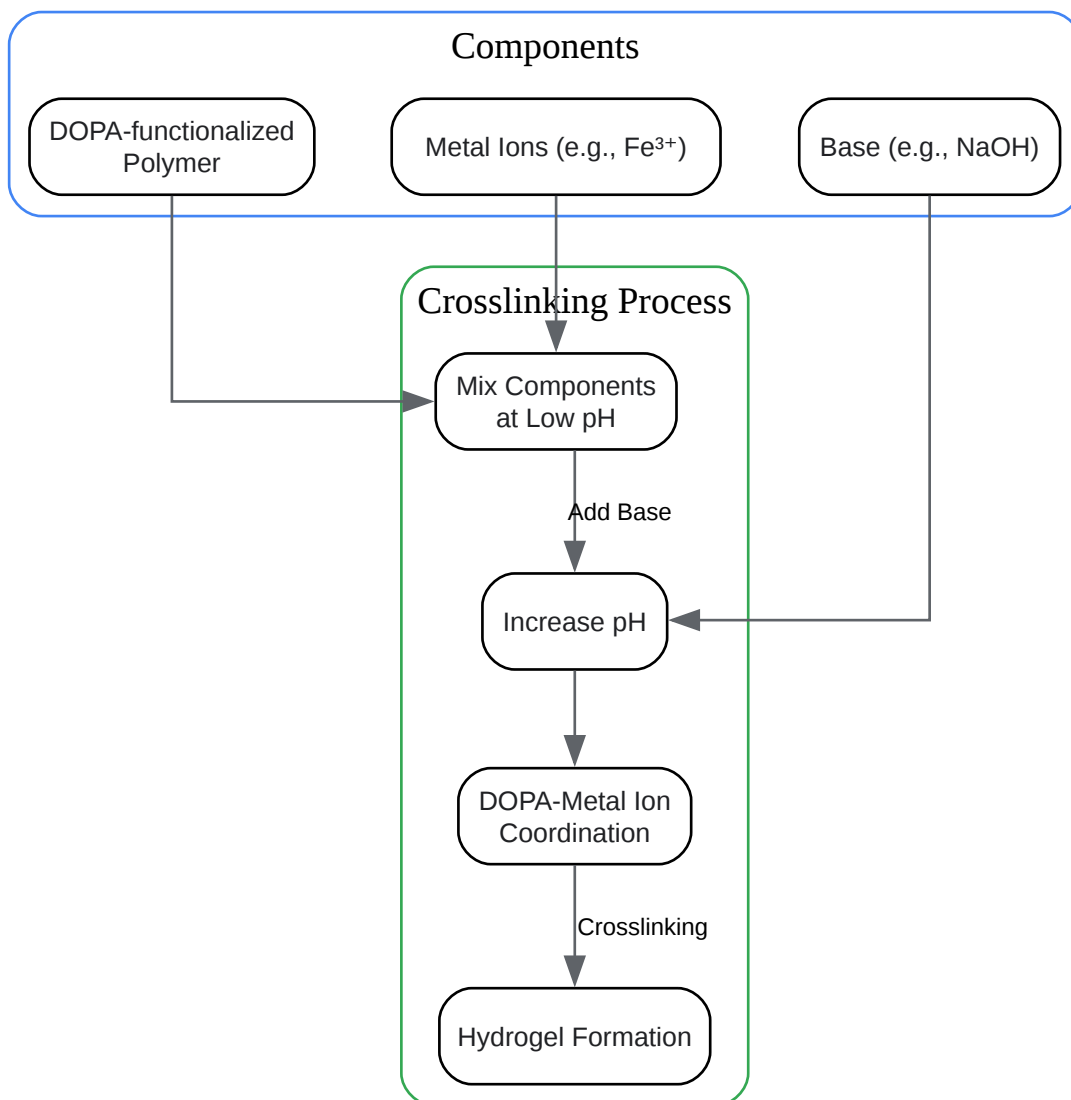 Components
DOPA-functionalized
Polymer
Metal Ions (e.g., Fe³⁺)
Base (e.g., NaOH)
Crosslinking Process
Mix Components
at Low pH
Add Base
Increase pH
DOPA-Metal Ion
Coordination
Crosslinking
Hydrogel Formation